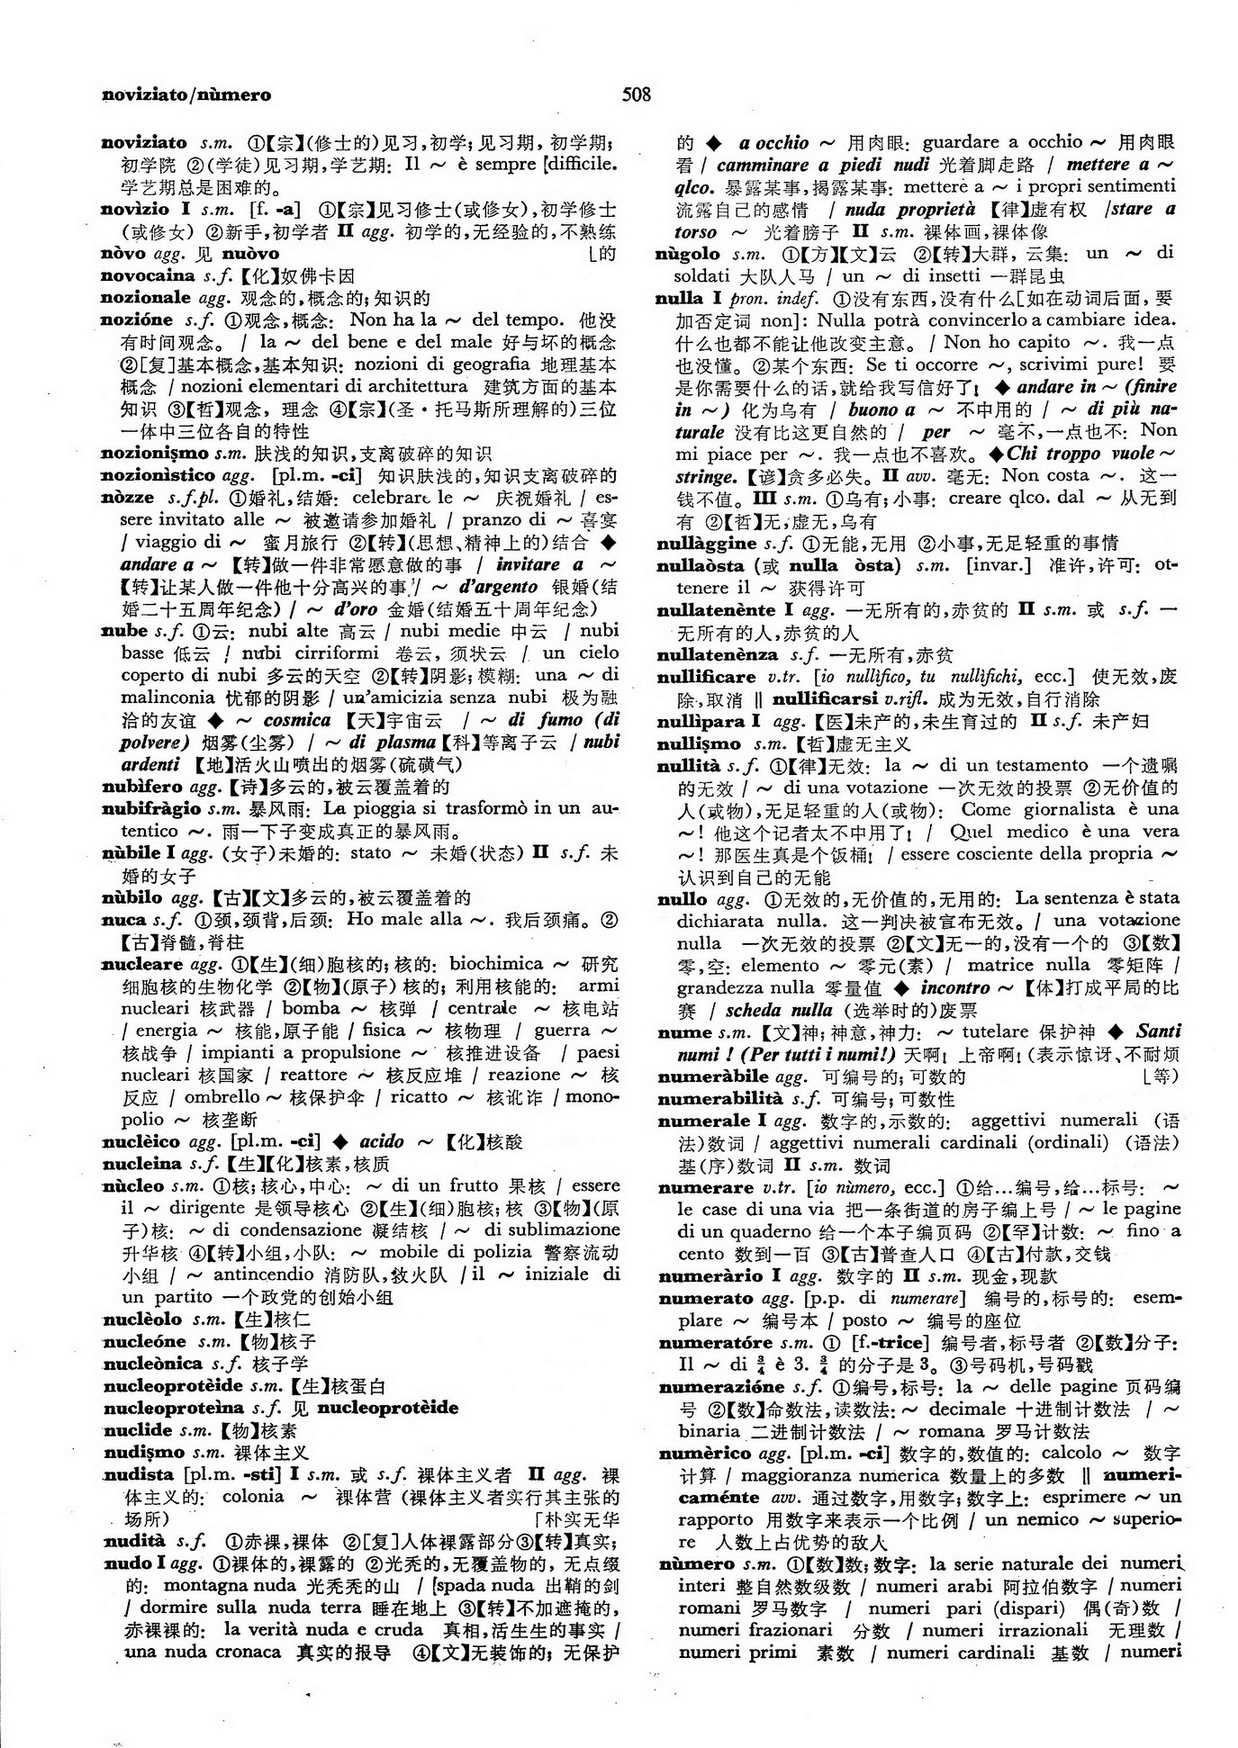 noviziato/nùmero
508
noviziato s.m. ①【宗】(修士的)见习,初学;见习期, 初学期;
初学院 ②(学徒)见习期,学艺期: Il ～ è sempre [difficile.
学艺期总是困难的。
novìzio I s.m. [f. -a] ①【宗】见习修士(或修女),初学修士
(或修女) ②新手,初学者 II agg. 初学的,无经验的,不熟练
nòvo agg. 见 nuòvo ⌊的
novocaina s.f.【化】奴佛卡因
nozionale agg. 观念的,概念的;知识的
nozióne s.f. ①观念,概念: Non ha la ～ del tempo. 他没
有时间观念。/ la ～ del bene e del male 好与坏的概念
②[复]基本概念,基本知识: nozioni di geografia 地理基本
概念 / nozioni elementari di architettura 建筑方面的基本
知识 ③【哲】观念, 理念 ④【宗】(圣·托马斯所理解的)三位
一体中三位各自的特性
nozionişmo s.m. 肤浅的知识,支离破碎的知识
nozionìstico agg. [pl.m. -ci] 知识肤浅的,知识支离破碎的
nòzze s.f.pl. ①婚礼,结婚: celebrare le ～ 庆祝婚礼 / es-
sere invitato alle ～ 被邀请参加婚礼 / pranzo di ～ 喜宴
/ viaggio di ～ 蜜月旅行 ②【转】(思想、精神上的)结合 ◆
andare a ～ 【转】做一件非常愿意做的事 / invitare a ～
【转】让某人做一件他十分高兴的事 / ～ d'argento 银婚(结
婚二十五周年纪念) / ～ d'oro 金婚(结婚五十周年纪念)
nube s.f. ①云: nubi alte 高云 / nubi medie 中云 / nubi
basse 低云 / nubi cirriformi 卷云, 须状云 / un cielo
coperto di nubi 多云的天空 ②【转】阴影;模糊: una ～ di
malinconia 忧郁的阴影 / un'amicizia senza nubi 极为融
洽的友谊 ◆ ～ cosmica 【天】宇宙云 / ～ di fumo (di
polvere) 烟雾(尘雾) / ～ di plasma【科】等离子云 / nubi
ardenti 【地】活火山喷出的烟雾(硫磺气)
nubìfero agg.【诗】多云的,被云覆盖着的
nubifràgio s.m. 暴风雨: La pioggia si trasformò in un au-
tentico ～. 雨一下子变成真正的暴风雨。
nùbile I agg. (女子)未婚的: stato ～ 未婚(状态) II s.f. 未
婚的女子
nùbilo agg.【古】【文】多云的,被云覆盖着的
nuca s.f. ①颈,颈背,后颈: Ho male alla ～. 我后颈痛。②
【古】脊髓,脊柱
nucleare agg. ①【生】(细)胞核的;核的: biochimica ～ 研究
细胞核的生物化学 ②【物】(原子) 核的; 利用核能的: armi
nucleari 核武器 / bomba ～ 核弹 / centrale ～ 核电站
/ energia ～ 核能,原子能 / fisica ～ 核物理 / guerra ～
核战争 / impianti a propulsione ～ 核推进设备 / paesi
nucleari 核国家 / reattore ～ 核反应堆 / reazione ～ 核
反应 / ombrello ～ 核保护伞 / ricatto ～ 核讹诈 / mono-
polio ～ 核垄断
nuclèico agg. [pl.m. -ci] ◆ acido ～ 【化】核酸
nucleina s.f.【生】【化】核素,核质
nùcleo s.m. ①核;核心,中心: ～ di un frutto 果核 / essere
il ～ dirigente 是领导核心 ②【生】(细)胞核;核 ③【物】(原
子)核: ～ di condensazione 凝结核 / ～ di sublimazione
升华核 ④【转】小组,小队: ～ mobile di polizia 警察流动
小组 / ～ antincendio 消防队,救火队 / il ～ iniziale di
un partito 一个政党的创始小组
nuclèolo s.m.【生】核仁
nucleóne s.m.【物】核子
nucleònica s.f. 核子学
nucleoprotèide s.m.【生】核蛋白
nucleoproteìna s.f. 见 nucleoprotèide
nuclide s.m.【物】核素
nudişmo s.m. 裸体主义
nudista [pl.m. -sti] I s.m. 或 s.f. 裸体主义者 II agg. 裸
体主义的: colonia ～ 裸体营 (裸体主义者实行其主张的
场所) ｢朴实无华
nudità s.f. ①赤裸,裸体 ②[复]人体裸露部分③【转】真实;
nudo I agg. ①裸体的,裸露的 ②光秃的,无覆盖物的, 无点缀
的: montagna nuda 光秃秃的山 / [spada nuda 出鞘的剑
/ dormire sulla nuda terra 睡在地上 ③【转】不加遮掩的,
赤裸裸的: la verità nuda e cruda 真相,活生生的事实 /
una nuda cronaca 真实的报导 ④【文】无装饰的; 无保护
的 ◆ a occhio ～ 用肉眼: guardare a occhio ～ 用肉眼
看 / camminare a piedi nudi 光着脚走路 / mettere a ～
qlco. 暴露某事,揭露某事: mettere a ～ i propri sentimenti
流露自己的感情 / nuda proprietà 【律】虚有权 /stare a
torso ～ 光着膀子 II s.m. 裸体画,裸体像
nùgolo s.m. ①【方】【文】云 ②【转】大群, 云集: un ～ di
soldati 大队人马 / un ～ di insetti 一群昆虫
nulla I pron. indef. ①没有东西,没有什么[如在动词后面, 要
加否定词 non]: Nulla potrà convincerlo a cambiare idea.
什么也都不能让他改变主意。/ Non ho capito ～. 我一点
也没懂。②某个东西: Se ti occorre ～, scrivimi pure! 要
是你需要什么的话,就给我写信好了! ◆ andare in ～ (finire
in ～) 化为乌有 / buono a ～ 不中用的 / ～ di più na-
turale 没有比这更自然的 / per ～ 毫不,一点也不: Non
mi piace per ～. 我一点也不喜欢。◆Chi troppo vuole ～
stringe.【谚】贪多必失。II avv. 毫无: Non costa ～. 这一
钱不值。III s.m. ①乌有;小事: creare qlco. dal ～ 从无到
有 ②【哲】无,虚无,乌有
nullàggine s.f. ①无能,无用 ②小事,无足轻重的事情
nullaòsta (或 nulla òsta) s.m. [invar.] 准许,许可: ot-
tenere il ～ 获得许可
nullatenènte I agg. 一无所有的,赤贫的 II s.m. 或 s.f. 一
无所有的人,赤贫的人
nullatenènza s.f. 一无所有,赤贫
nullificare v.tr. [io nullìfico, tu nullìfichi, ecc.] 使无效,废
除,取消 ‖ nullificarsi v.rifl. 成为无效,自行消除
nullìpara I agg.【医】未产的,未生育过的 II s.f. 未产妇
nullişmo s.m.【哲】虚无主义
nullità s.f. ①【律】无效: la ～ di un testamento 一个遗嘱
的无效 / ～ di una votazione 一次无效的投票 ②无价值的
人(或物),无足轻重的人(或物): Come giornalista è una
～! 他这个记者太不中用了! / Quel medico è una vera
～! 那医生真是个饭桶! / essere cosciente della propria ～
认识到自己的无能
nullo agg. ①无效的,无价值的,无用的: La sentenza è stata
dichiarata nulla. 这一判决被宣布无效。/ una votazione
nulla 一次无效的投票 ②【文】无一的,没有一个的 ③【数】
零,空: elemento ～ 零元(素) / matrice nulla 零矩阵 /
grandezza nulla 零量值 ◆ incontro ～【体】打成平局的比
赛 / scheda nulla (选举时的)废票
nume s.m.【文】神;神意,神力: ～ tutelare 保护神 ◆ Santi
numi ! (Per tutti i numi!) 天啊! 上帝啊!(表示惊讶、不耐烦
numeràbile agg. 可编号的;可数的 ⌊等)
numerabilità s.f. 可编号;可数性
numerale I agg. 数字的,示数的: aggettivi numerali (语
法)数词 / aggettivi numerali cardinali (ordinali) (语法)
基(序)数词 II s.m. 数词
numerare v.tr. [io nùmero, ecc.] ①给…编号,给…标号: ～
le case di una via 把一条街道的房子编上号 / ～ le pagine
di un quaderno 给一个本子编页码 ②【罕】计数: ～ fino a
cento 数到一百 ③【古】普查人口 ④【古】付款,交钱
numeràrio I agg. 数字的 II s.m. 现金,现款
numerato agg. [p.p. di numerare] 编号的,标号的: esem-
plare ～ 编号本 / posto ～ 编号的座位
numeratóre s.m. ① [f.-trice] 编号者,标号者 ②【数】分子:
Il ～ di ¾ è 3. ¾ 的分子是3。③号码机,号码戳
numerazióne s.f. ①编号,标号: la ～ delle pagine 页码编
号 ②【数】命数法,读数法: ～ decimale 十进制计数法 / ～
binaria 二进制计数法 / ～ romana 罗马计数法
numèrico agg. [pl.m. -ci] 数字的,数值的: calcolo ～ 数字
计算 / maggioranza numerica 数量上的多数 ‖ numeri-
caménte avv. 通过数字,用数字;数字上: esprimere ～ un
rapporto 用数字来表示一个比例 / un nemico ～ superio-
re 人数上占优势的敌人
nùmero s.m. ①【数】数;数字: la serie naturale dei numeri
interi 整自然数级数 / numeri arabi 阿拉伯数字 / numeri
romani 罗马数字 / numeri pari (dispari) 偶(奇)数 /
numeri frazionari 分数 / numeri irrazionali 无理数 /
numeri primi 素数 / numeri cardinali 基数 / numeri